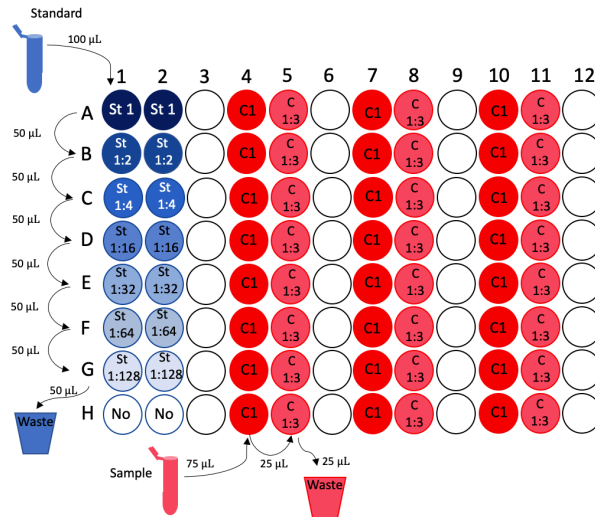 Standard
100 µL
1 2 3 4 5 6 7 8 9 10 11 12
A St 1 St 1 C1 C 1:3 C1 C 1:3 C1 C 1:3
50 µL
B St 1:2 St 1:2 C1 C 1:3 C1 C 1:3 C1 C 1:3
50 µL
C St 1:4 St 1:4 C1 C 1:3 C1 C 1:3 C1 C 1:3
50 µL
D St 1:16 St 1:16 C1 C 1:3 C1 C 1:3 C1 C 1:3
50 µL
E St 1:32 St 1:32 C1 C 1:3 C1 C 1:3 C1 C 1:3
50 µL
F St 1:64 St 1:64 C1 C 1:3 C1 C 1:3 C1 C 1:3
50 µL
G St 1:128 St 1:128 C1 C 1:3 C1 C 1:3 C1 C 1:3
50 µL
H No No C1 C 1:3 C1 C 1:3 C1 C 1:3
Waste
Sample
75 µL
25 µL
25 µL
Waste